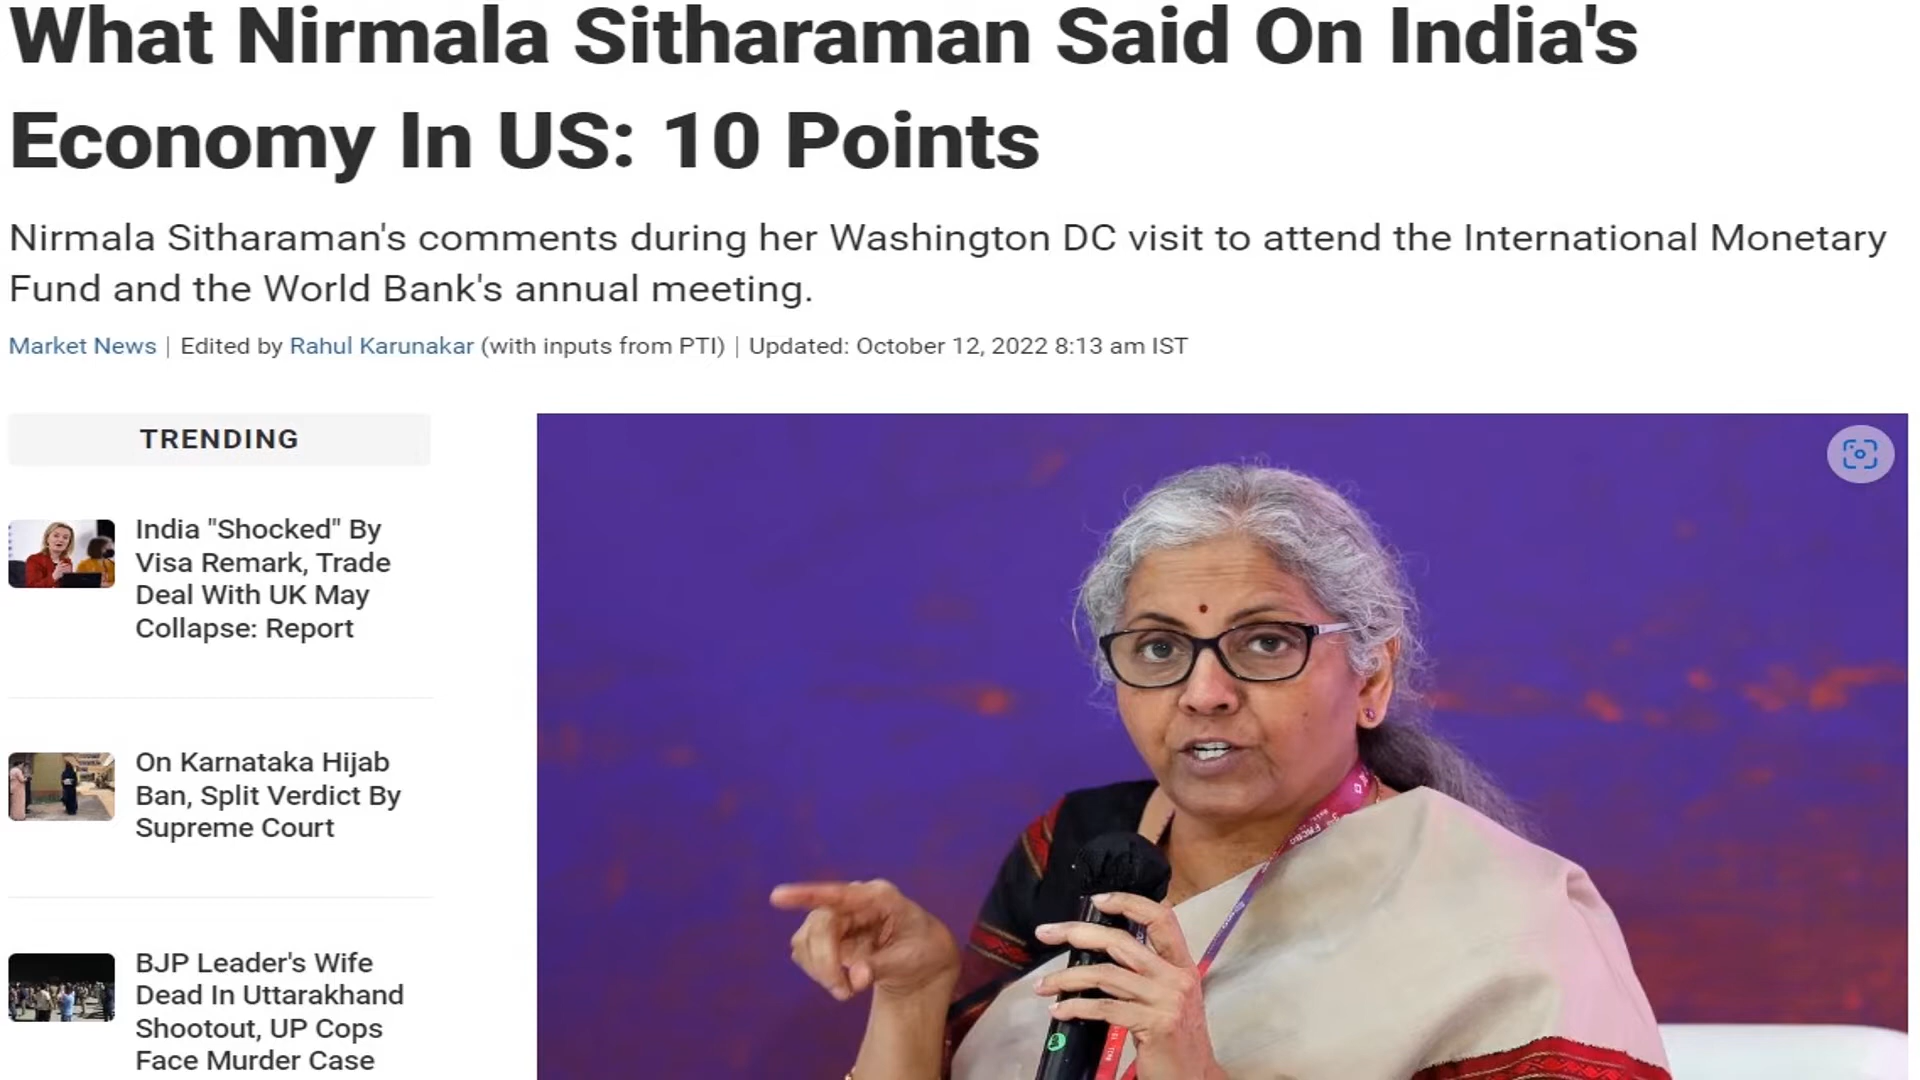 What Nirmala Sitharaman Said On India's
Economy In US: 10 Points
Nirmala Sitharaman's comments during her Washington DC visit to attend the International Monetary
Fund and the World Bank's annual meeting.
Market News | Edited by Rahul Karunakar (with inputs from PTI) | Updated: October 12, 2022 8:13 am IST
TRENDING
India "Shocked" By
Visa Remark, Trade
Deal With UK May
Collapse: Report
On Karnataka Hijab
Ban, Split Verdict By
Supreme Court
BJP Leader's Wife
Dead In Uttarakhand
Shootout, UP Cops
Face Murder Case